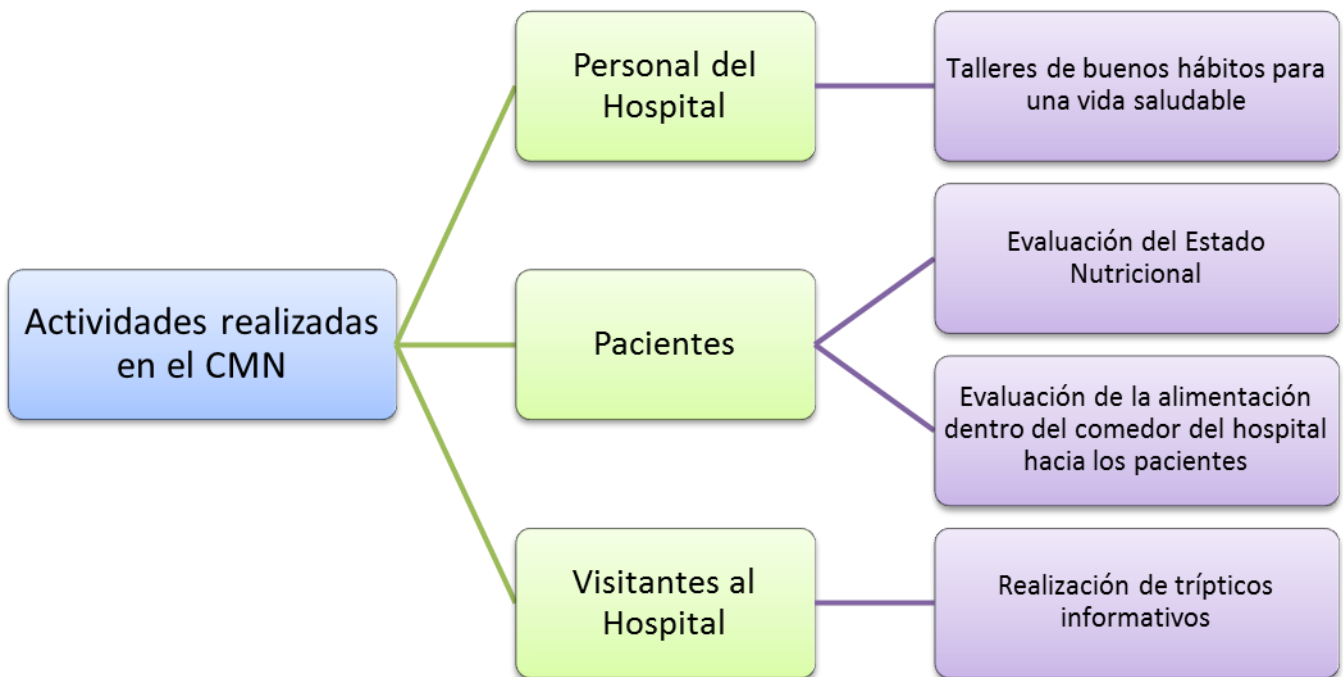 Actividades realizadas
en el CMN
Personal del
Hospital
Talleres de buenos hábitos para
una vida saludable
Pacientes
Evaluación del Estado
Nutricional
Evaluación de la alimentación
dentro del comedor del hospital
hacia los pacientes
Visitantes al
Hospital
Realización de trípticos
informativos